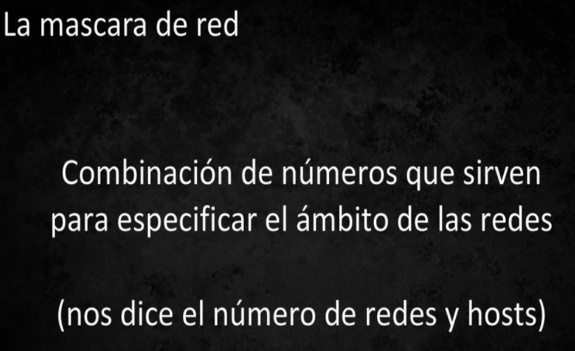 La mascara de red
Combinación de números que sirven
para especificar el ámbito de las redes
(nos dice el número de redes y hosts)